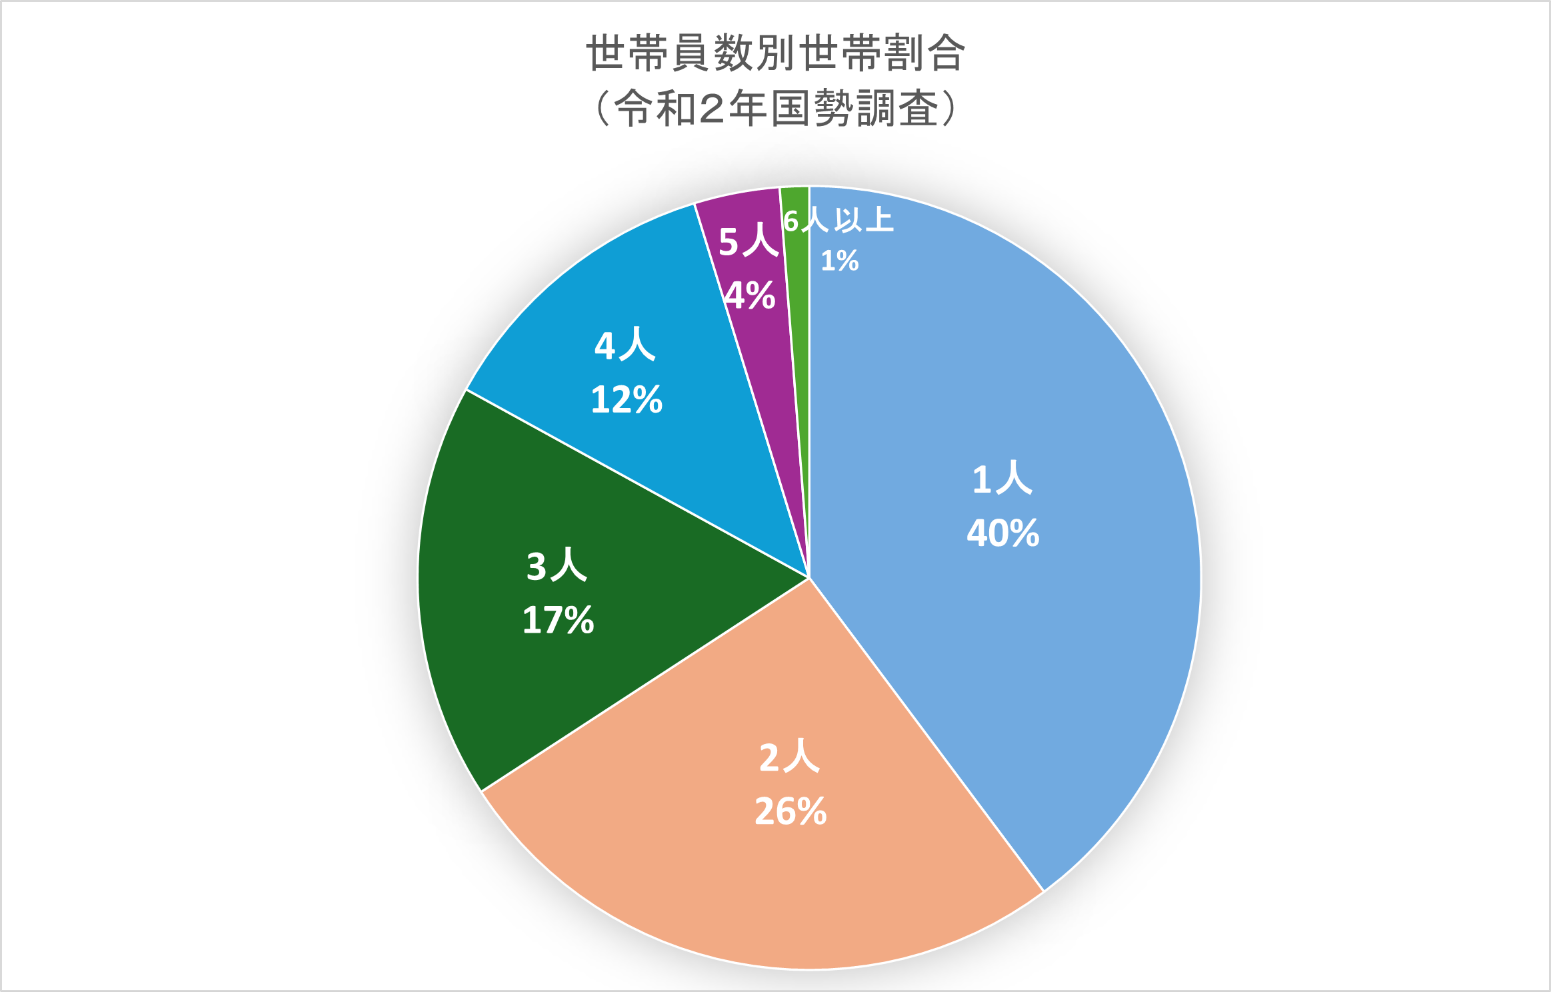 世帯員数別世帯割合
（令和２年国勢調査）
6人以上
1%
5人
4%
4人
12%
1人
40%
3人
17%
2人
26%